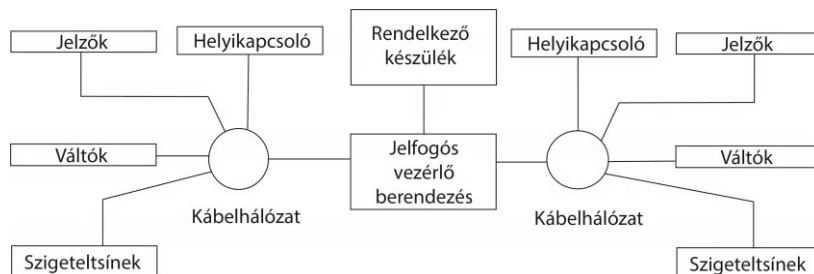 Jelzők
Helyikapcsoló
Rendelkező
készülék
Helyikapcsoló
Jelzők
Váltók
Jelfogós
vezérlő
berendezés
Váltók
Kábelhálózat
Kábelhálózat
Szigeteltsínek
Szigeteltsínek